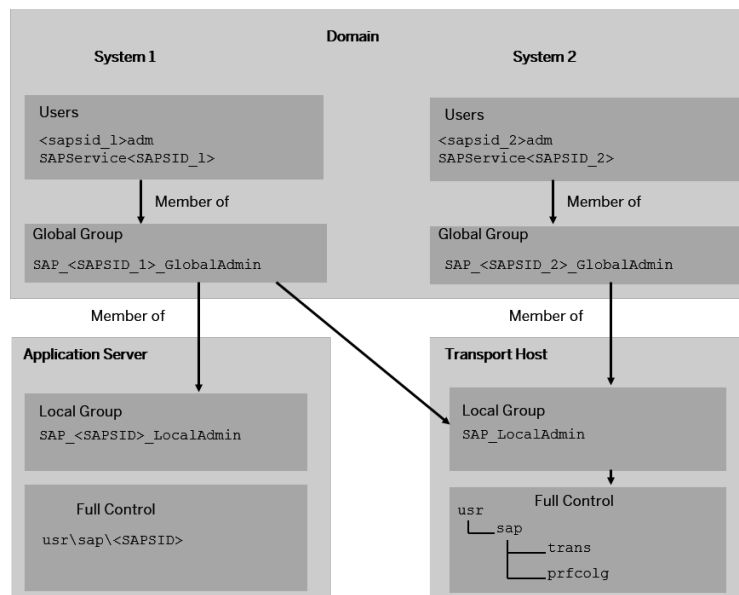 Domain
System 1
System 2
Users
<sapsid_l>adm
SAPService<SAPSID_l>
Users
<sapsid_2>adm
SAPService<SAPSID_2>
Member of
Member of
Global Group
SAP_<SAPSID_1>_GlobalAdmin
Global Group
SAP_<SAPSID_2>_GlobalAdmin
Member of
Member of
Application Server
Transport Host
Local Group
SAP_<SAPSID>_LocalAdmin
Local Group
SAP_LocalAdmin
Full Control
usr\sap\<SAPSID>
Full Control
usr
sap
trans
prfcolg